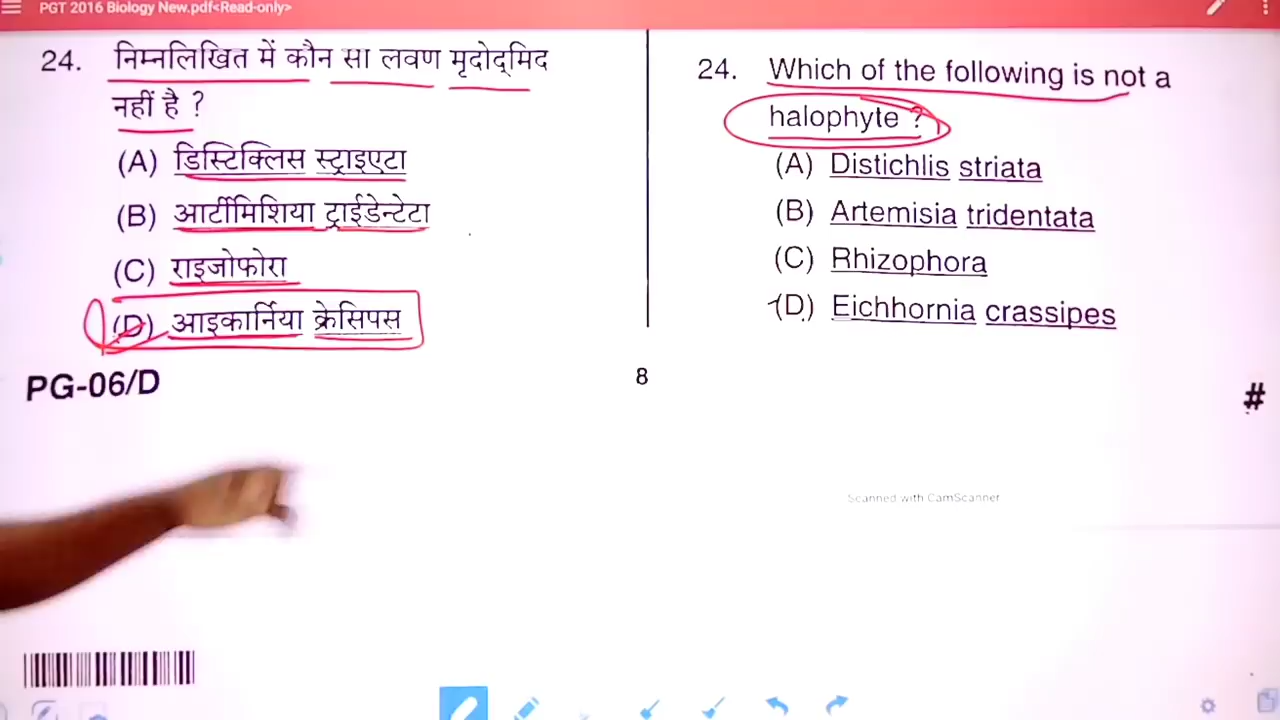 PGT 2016 Biology New.pdf<Read-only>
24. निम्नलिखित में कौन सा लवण मृदोद्‌मिद
नहीं है ?
(A) डिस्टिक्लिस स्ट्राइएटा
(B) आर्टीमिशिया ट्राईडेन्टेटा
(C) राइजोफोरा
(D) आइकार्निया क्रेसिपस
24. Which of the following is not a
halophyte ?
(A) Distichlis striata
(B) Artemisia tridentata
(C) Rhizophora
(D) Eichhornia crassipes
PG-06/D
8
#
Scanned with CamScanner